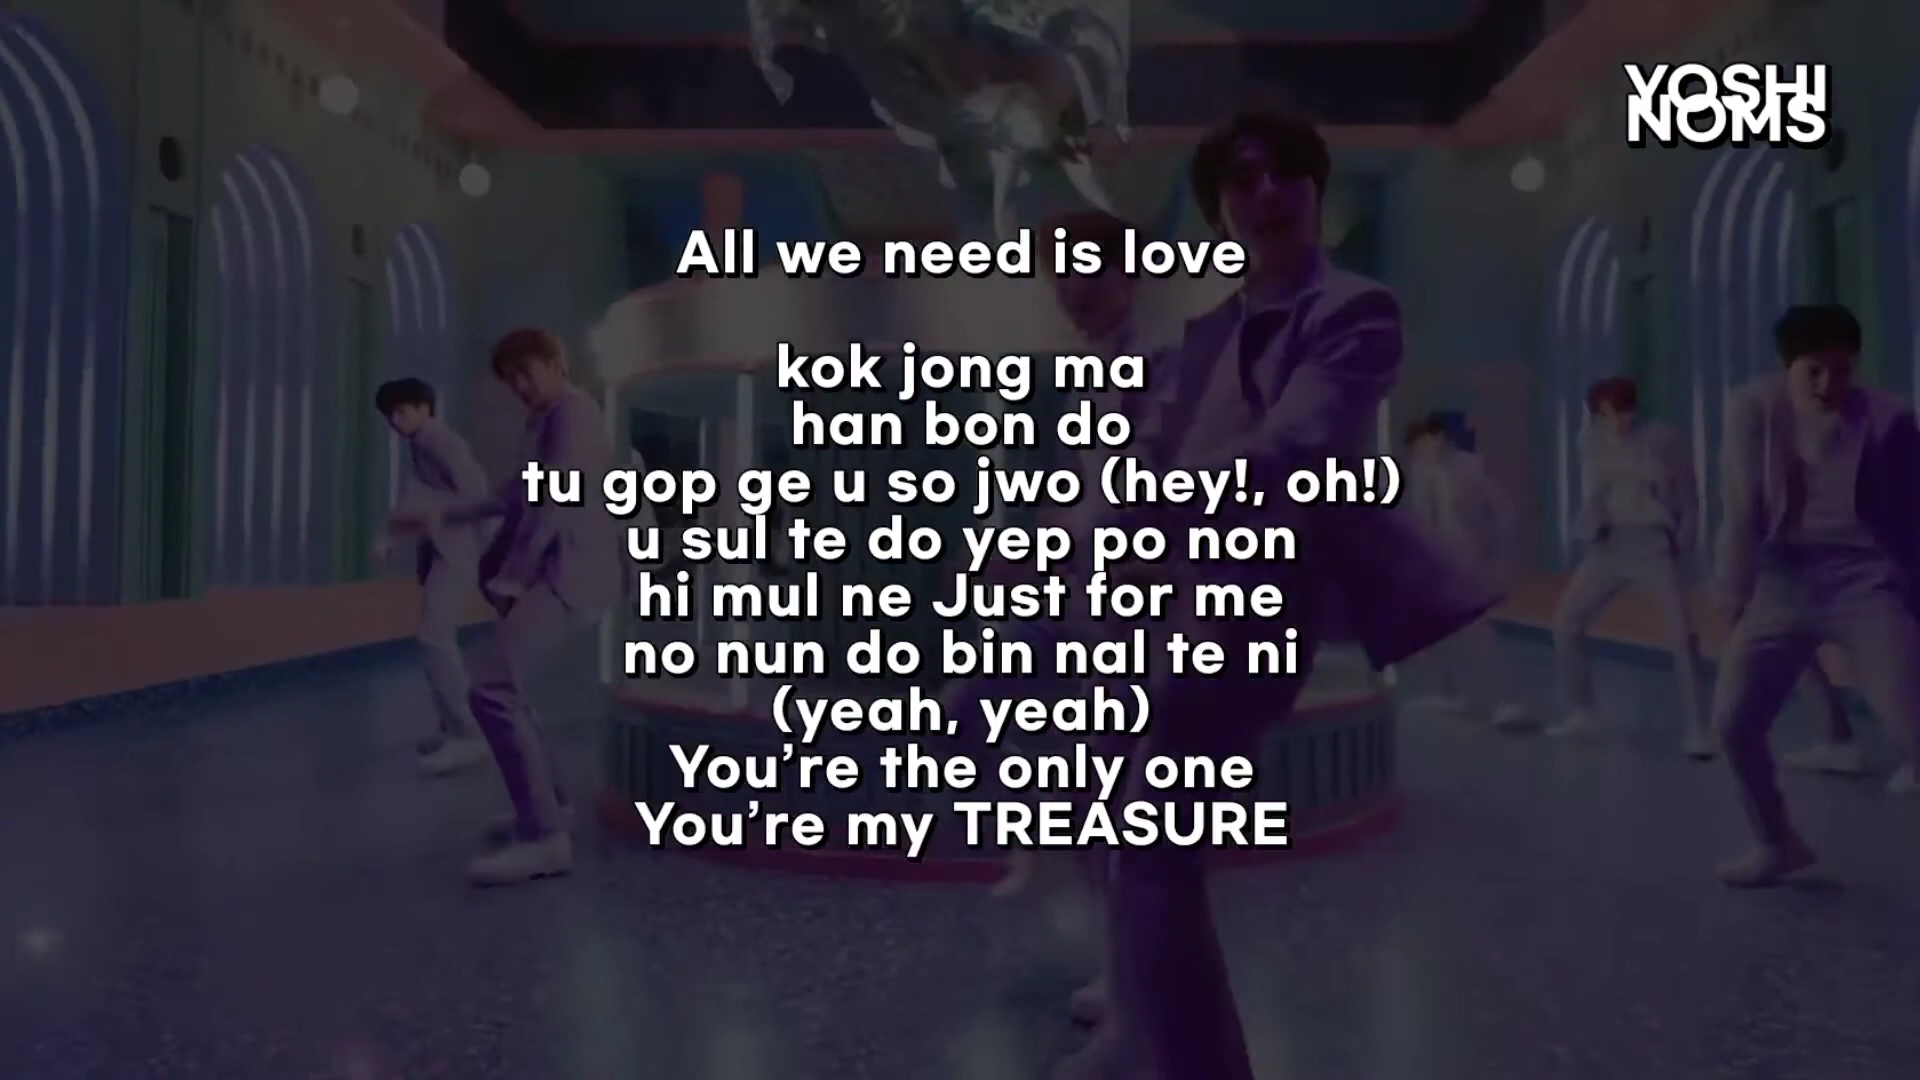 YOSHI
NOMS
All we need is love
kok jong ma
han bon do
tu gop ge u so jwo (hey!, oh!)
u sul te do yep po non
hi mul ne Just for me
no nun do bin nal te ni
(yeah, yeah)
You’re the only one
You’re my TREASURE